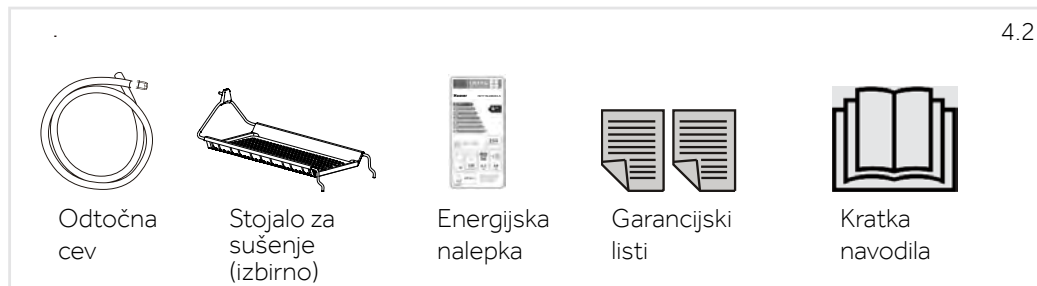 .
4.2
Odtočna
cev
Stojalo za
sušenje
(izbirno)
Energijska
nalepka
Garancijski
listi
Kratka
navodila